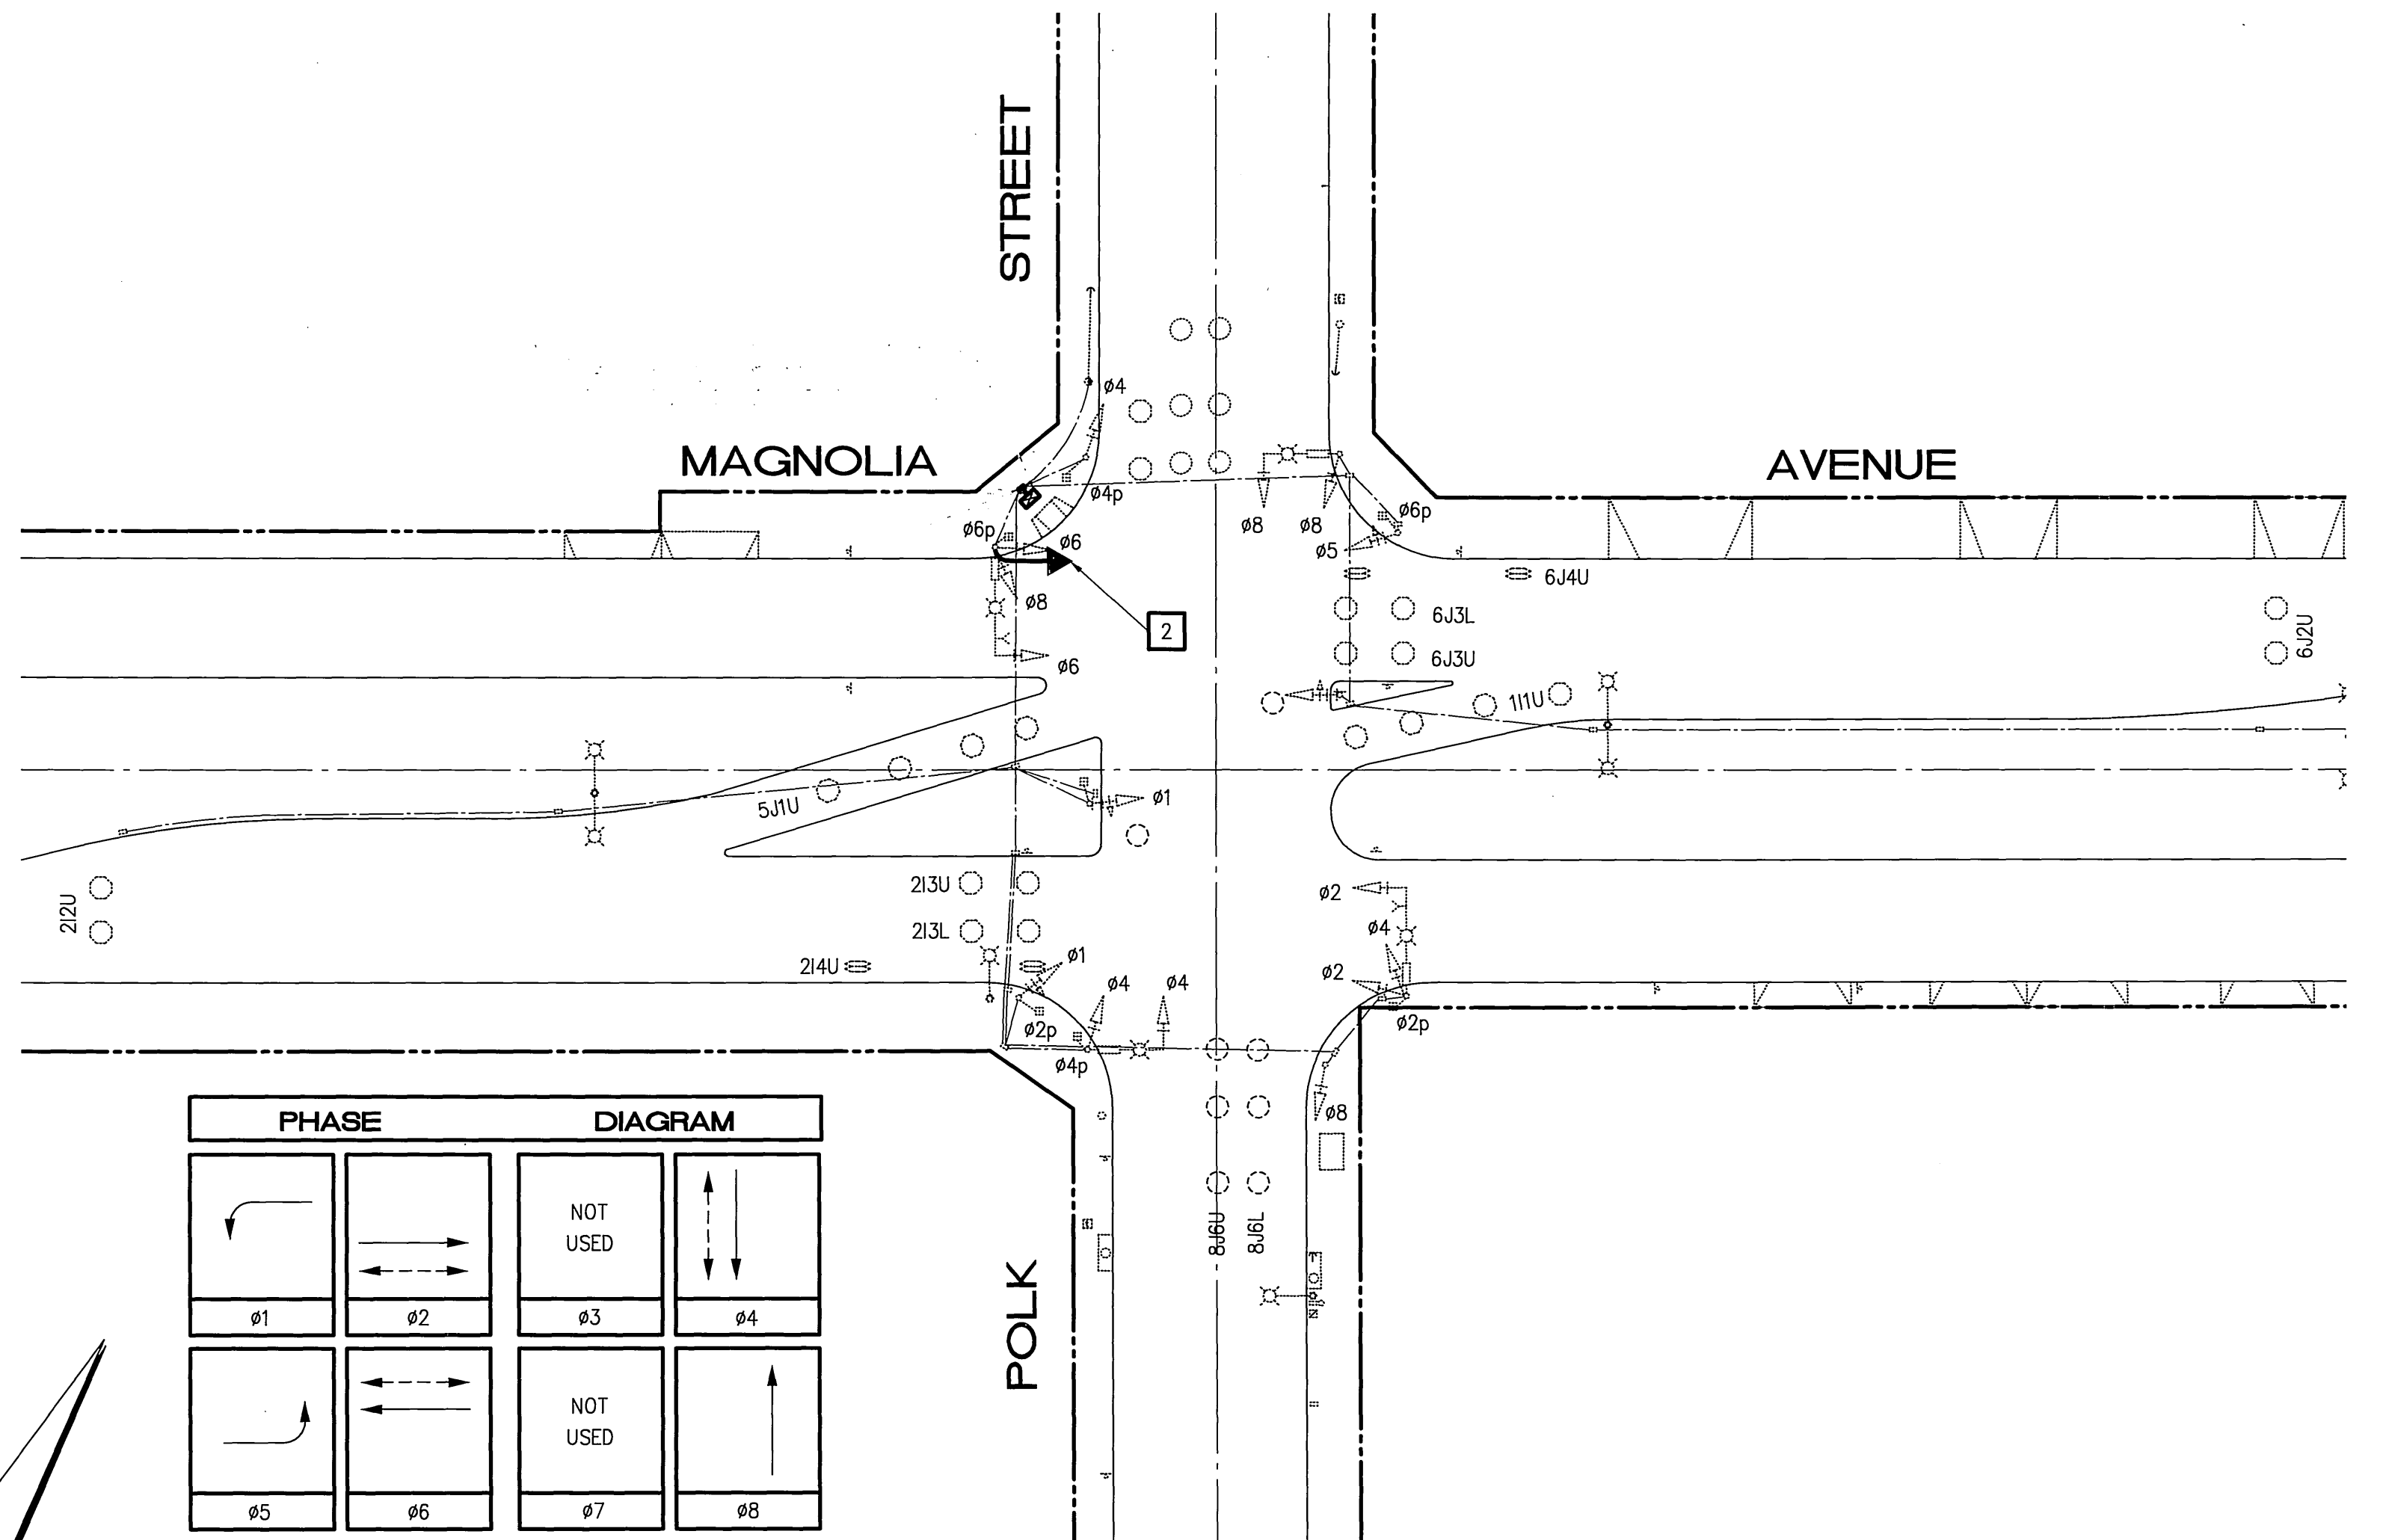 STREET
ø4
MAGNOLIA
AVENUE
ø4p
ø6p
ø8
ø8
ø6p
ø6
ø5
6J4U
ø8
6J3L
2
6J2U
6J3U
ø6
1I1U
ø1
5J1U
2I3U
ø2
2I2U
2I3L
ø4
ø1
2I4U
ø2
ø4
ø4
ø2p
ø2p
ø4p
ø8
PHASE DIAGRAM
NOT
USED
8J6U
8J6L
POLK
ø1
ø2
ø3
ø4
NOT
USED
ø5
ø6
ø7
ø8